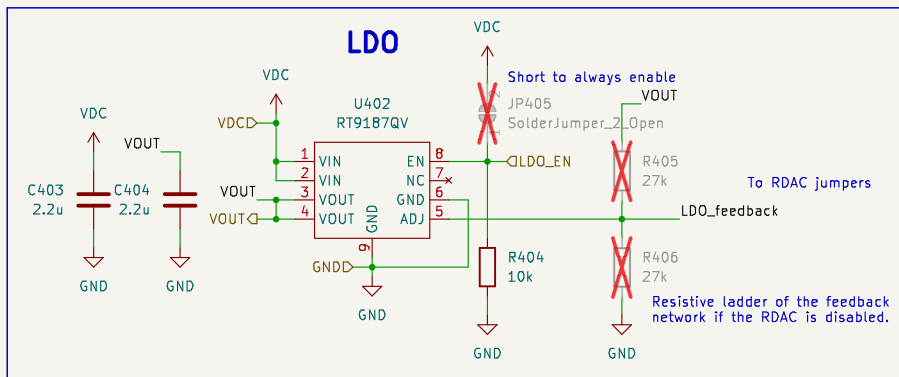 LDO
VDC
Short to always enable
JP405
SolderJumper_2_Open
2
1
VDC
VDC
U402
RT9187QV
VDC
1 VIN
2 VIN
3 VOUT
4 VOUT
GND
9
EN 8
NC 7
GND 6
ADJ 5
VOUT
VOUT
GND
GND
LDO_EN
VOUT
C403
2.2u
C404
2.2u
GND
GND
R404
10k
GND
VOUT
R405
27k
To RDAC jumpers
LDO_feedback
R406
27k
Resistive ladder of the feedback
network if the RDAC is disabled.
GND